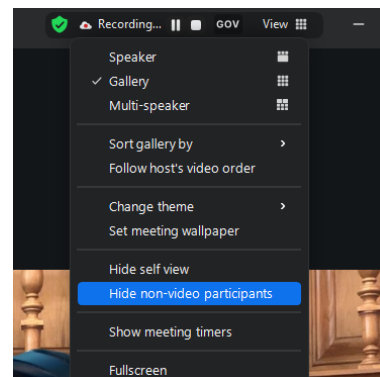 Recording... GOV View
Speaker
Gallery
Multi-speaker
Sort gallery by
Follow host's video order
Change theme
Set meeting wallpaper
Hide self view
Hide non-video participants
Show meeting timers
Fullscreen